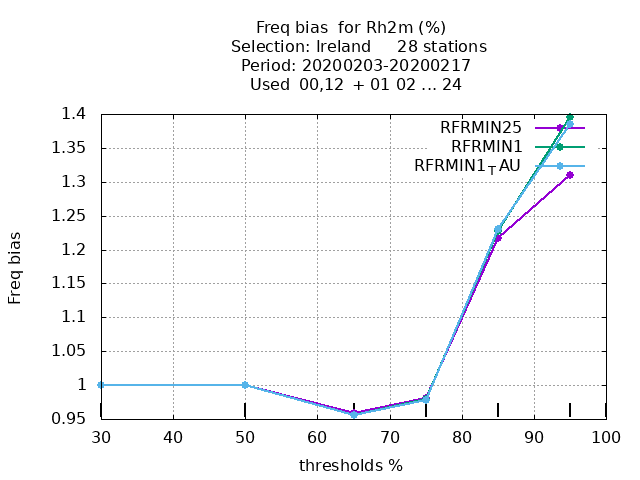 Freq bias  for Rh2m (%)
Selection: Ireland     28 stations
Period: 20200203-20200217
Used  00,12  + 01 02 ... 24
RFRMIN25
RFRMIN1
RFRMIN1TAU
1.4
1.35
1.3
1.25
1.2
1.15
1.1
1.05
1
0.95
Freq bias
30 40 50 60 70 80 90 100
thresholds %